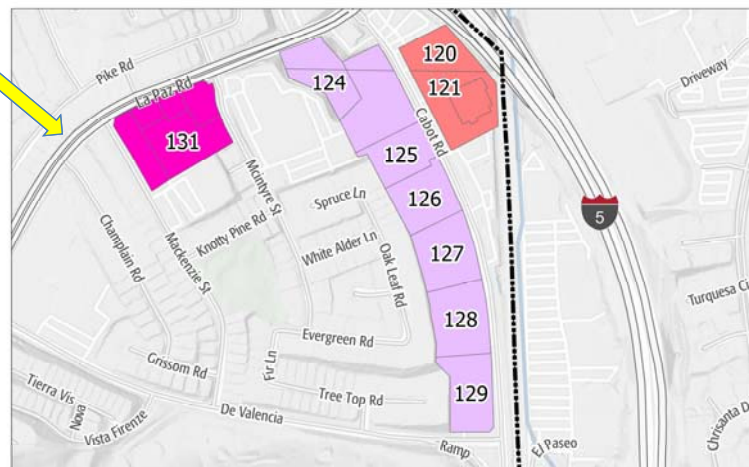 Pike Rd
La Paz Rd
120
124
121
Driveway
131
Cabot Rd
125
Mcintyre St
Spruce Ln
126
5
Knotty Pine Rd
Champlain Rd
Mackenzie St
White Alder Ln
Oak Leaf Rd
127
Turquesa Ci
128
Evergreen Rd
Grissom Rd
Fir Ln
Tierra Vis
Nova
Tree Top Rd
129
De Valencia
Vista Firenze
Ramp
El Paseo
Chrisanta D